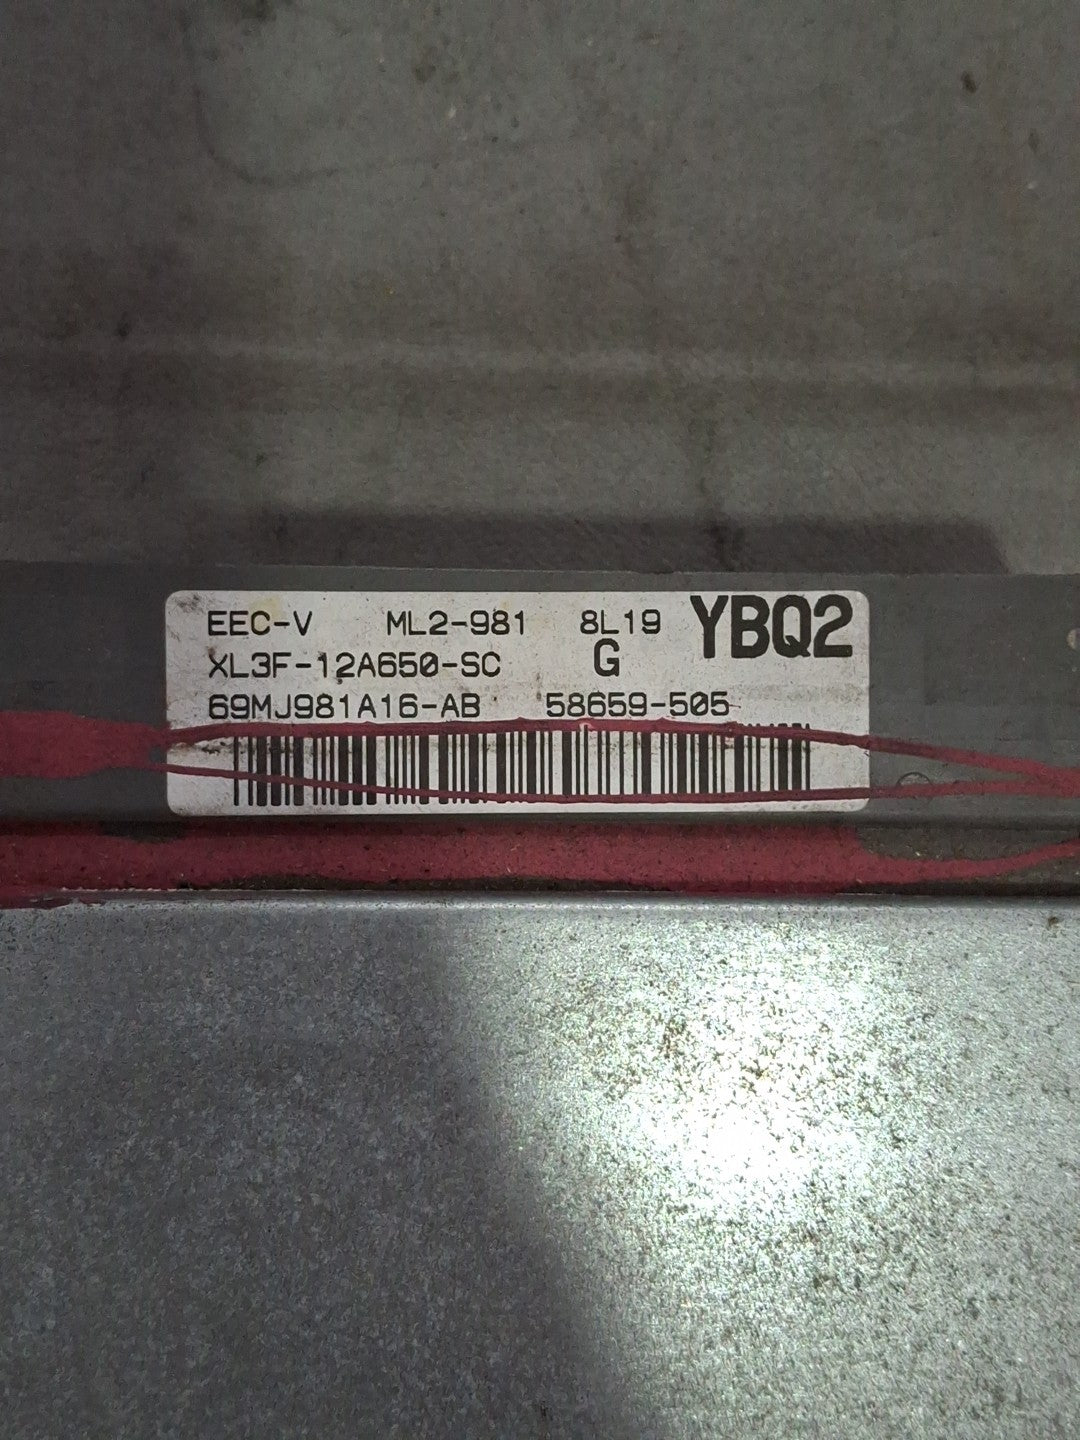 EEC-V ML2-981 8L19 YBQ2
XL3F-12A650-SC G
69MJ981A16-AB 58659-505